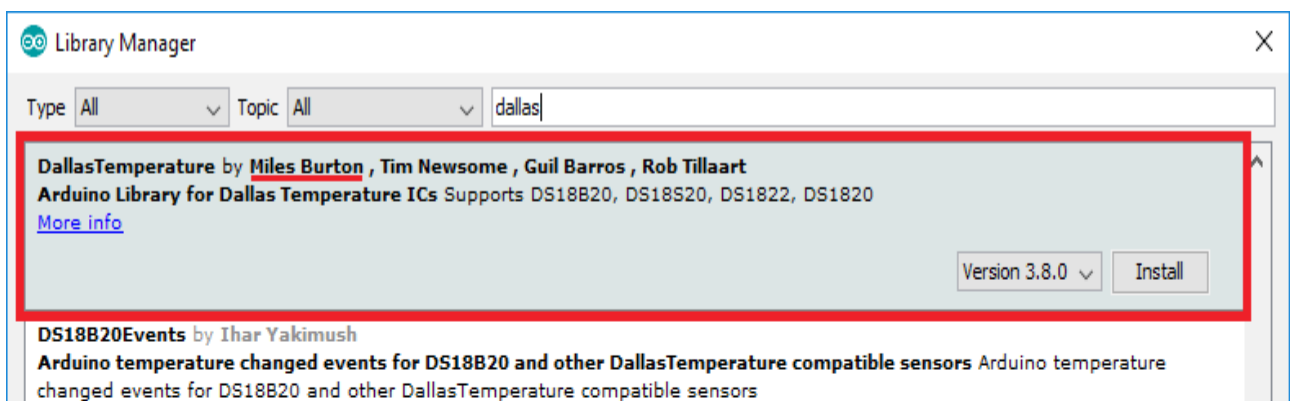 Library Manager
Type All Topic All dallas
DallasTemperature by Miles Burton , Tim Newsome , Guil Barros , Rob Tillaart
Arduino Library for Dallas Temperature ICs Supports DS18B20, DS18S20, DS1822, DS1820
More info
Version 3.8.0 Install
DS18B20Events by Ihar Yakimush
Arduino temperature changed events for DS18B20 and other DallasTemperature compatible sensors Arduino temperature
changed events for DS18B20 and other DallasTemperature compatible sensors